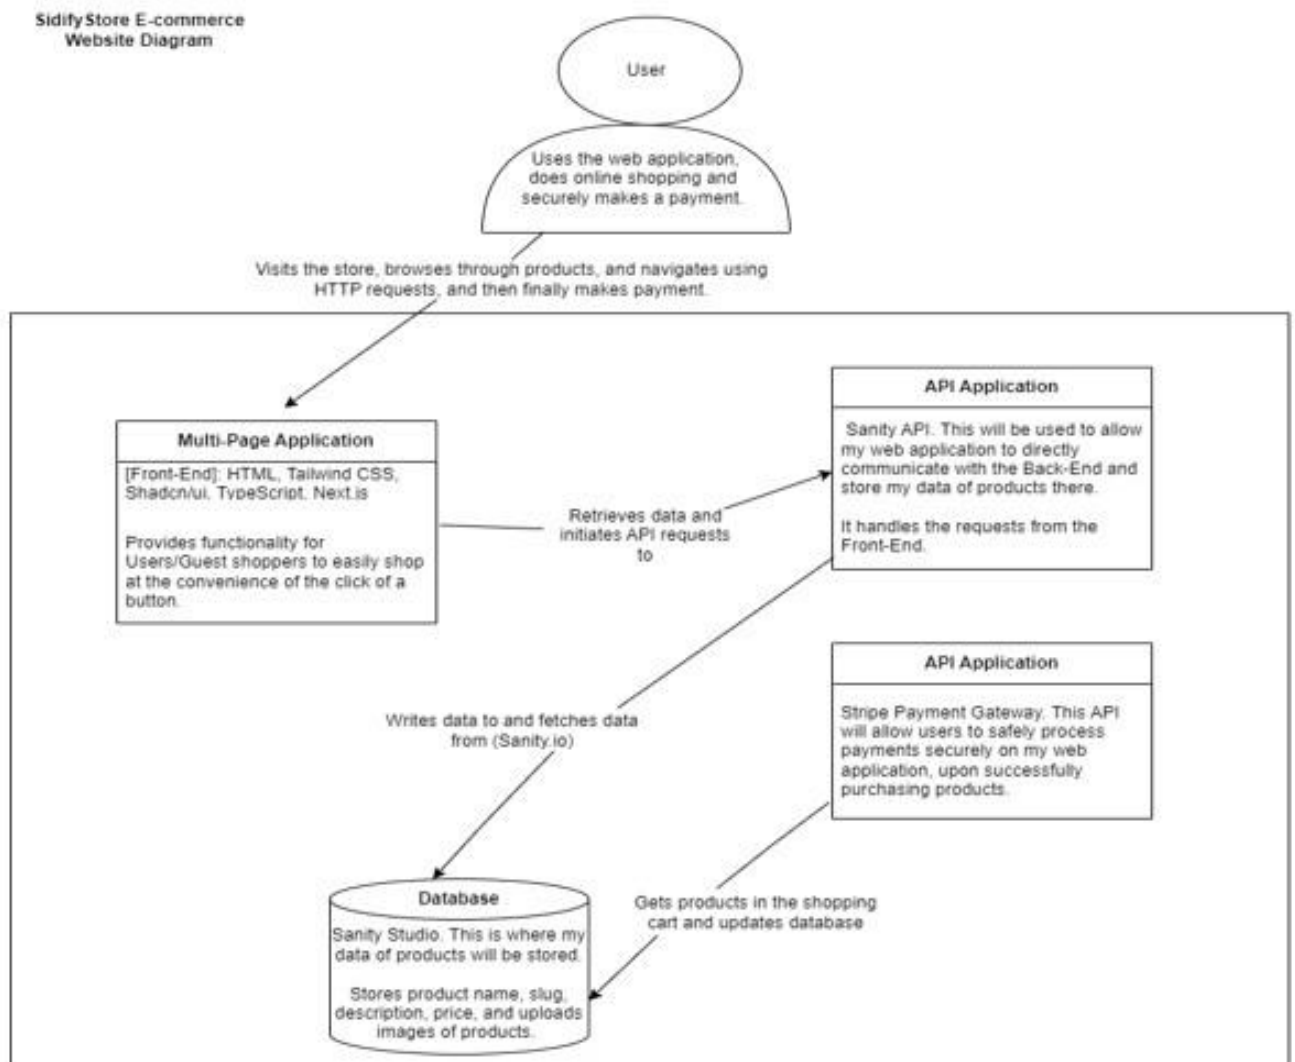 SidifyStore E-commerce
Website Diagram
User
Uses the web application,
does online shopping and
securely makes a payment.
Visits the store, browses through products, and navigates using
HTTP requests, and then finally makes payment.
Multi-Page Application
[Front-End]: HTML, Tailwind CSS,
Shadcn/ui, TypeScript, Next.js
Provides functionality for
Users/Guest shoppers to easily shop
at the convenience of the click of a
button.
Retrieves data and
initiates API requests
to
API Application
Sanity API. This will be used to allow
my web application to directly
communicate with the Back-End and
store my data of products there.
It handles the requests from the
Front-End.
API Application
Stripe Payment Gateway. This API
will allow users to safely process
payments securely on my web
application, upon successfully
purchasing products.
Writes data to and fetches data
from (Sanity.io)
Gets products in the shopping
cart and updates database
Database
Sanity Studio. This is where my
data of products will be stored.
Stores product name, slug,
description, price, and uploads
images of products.